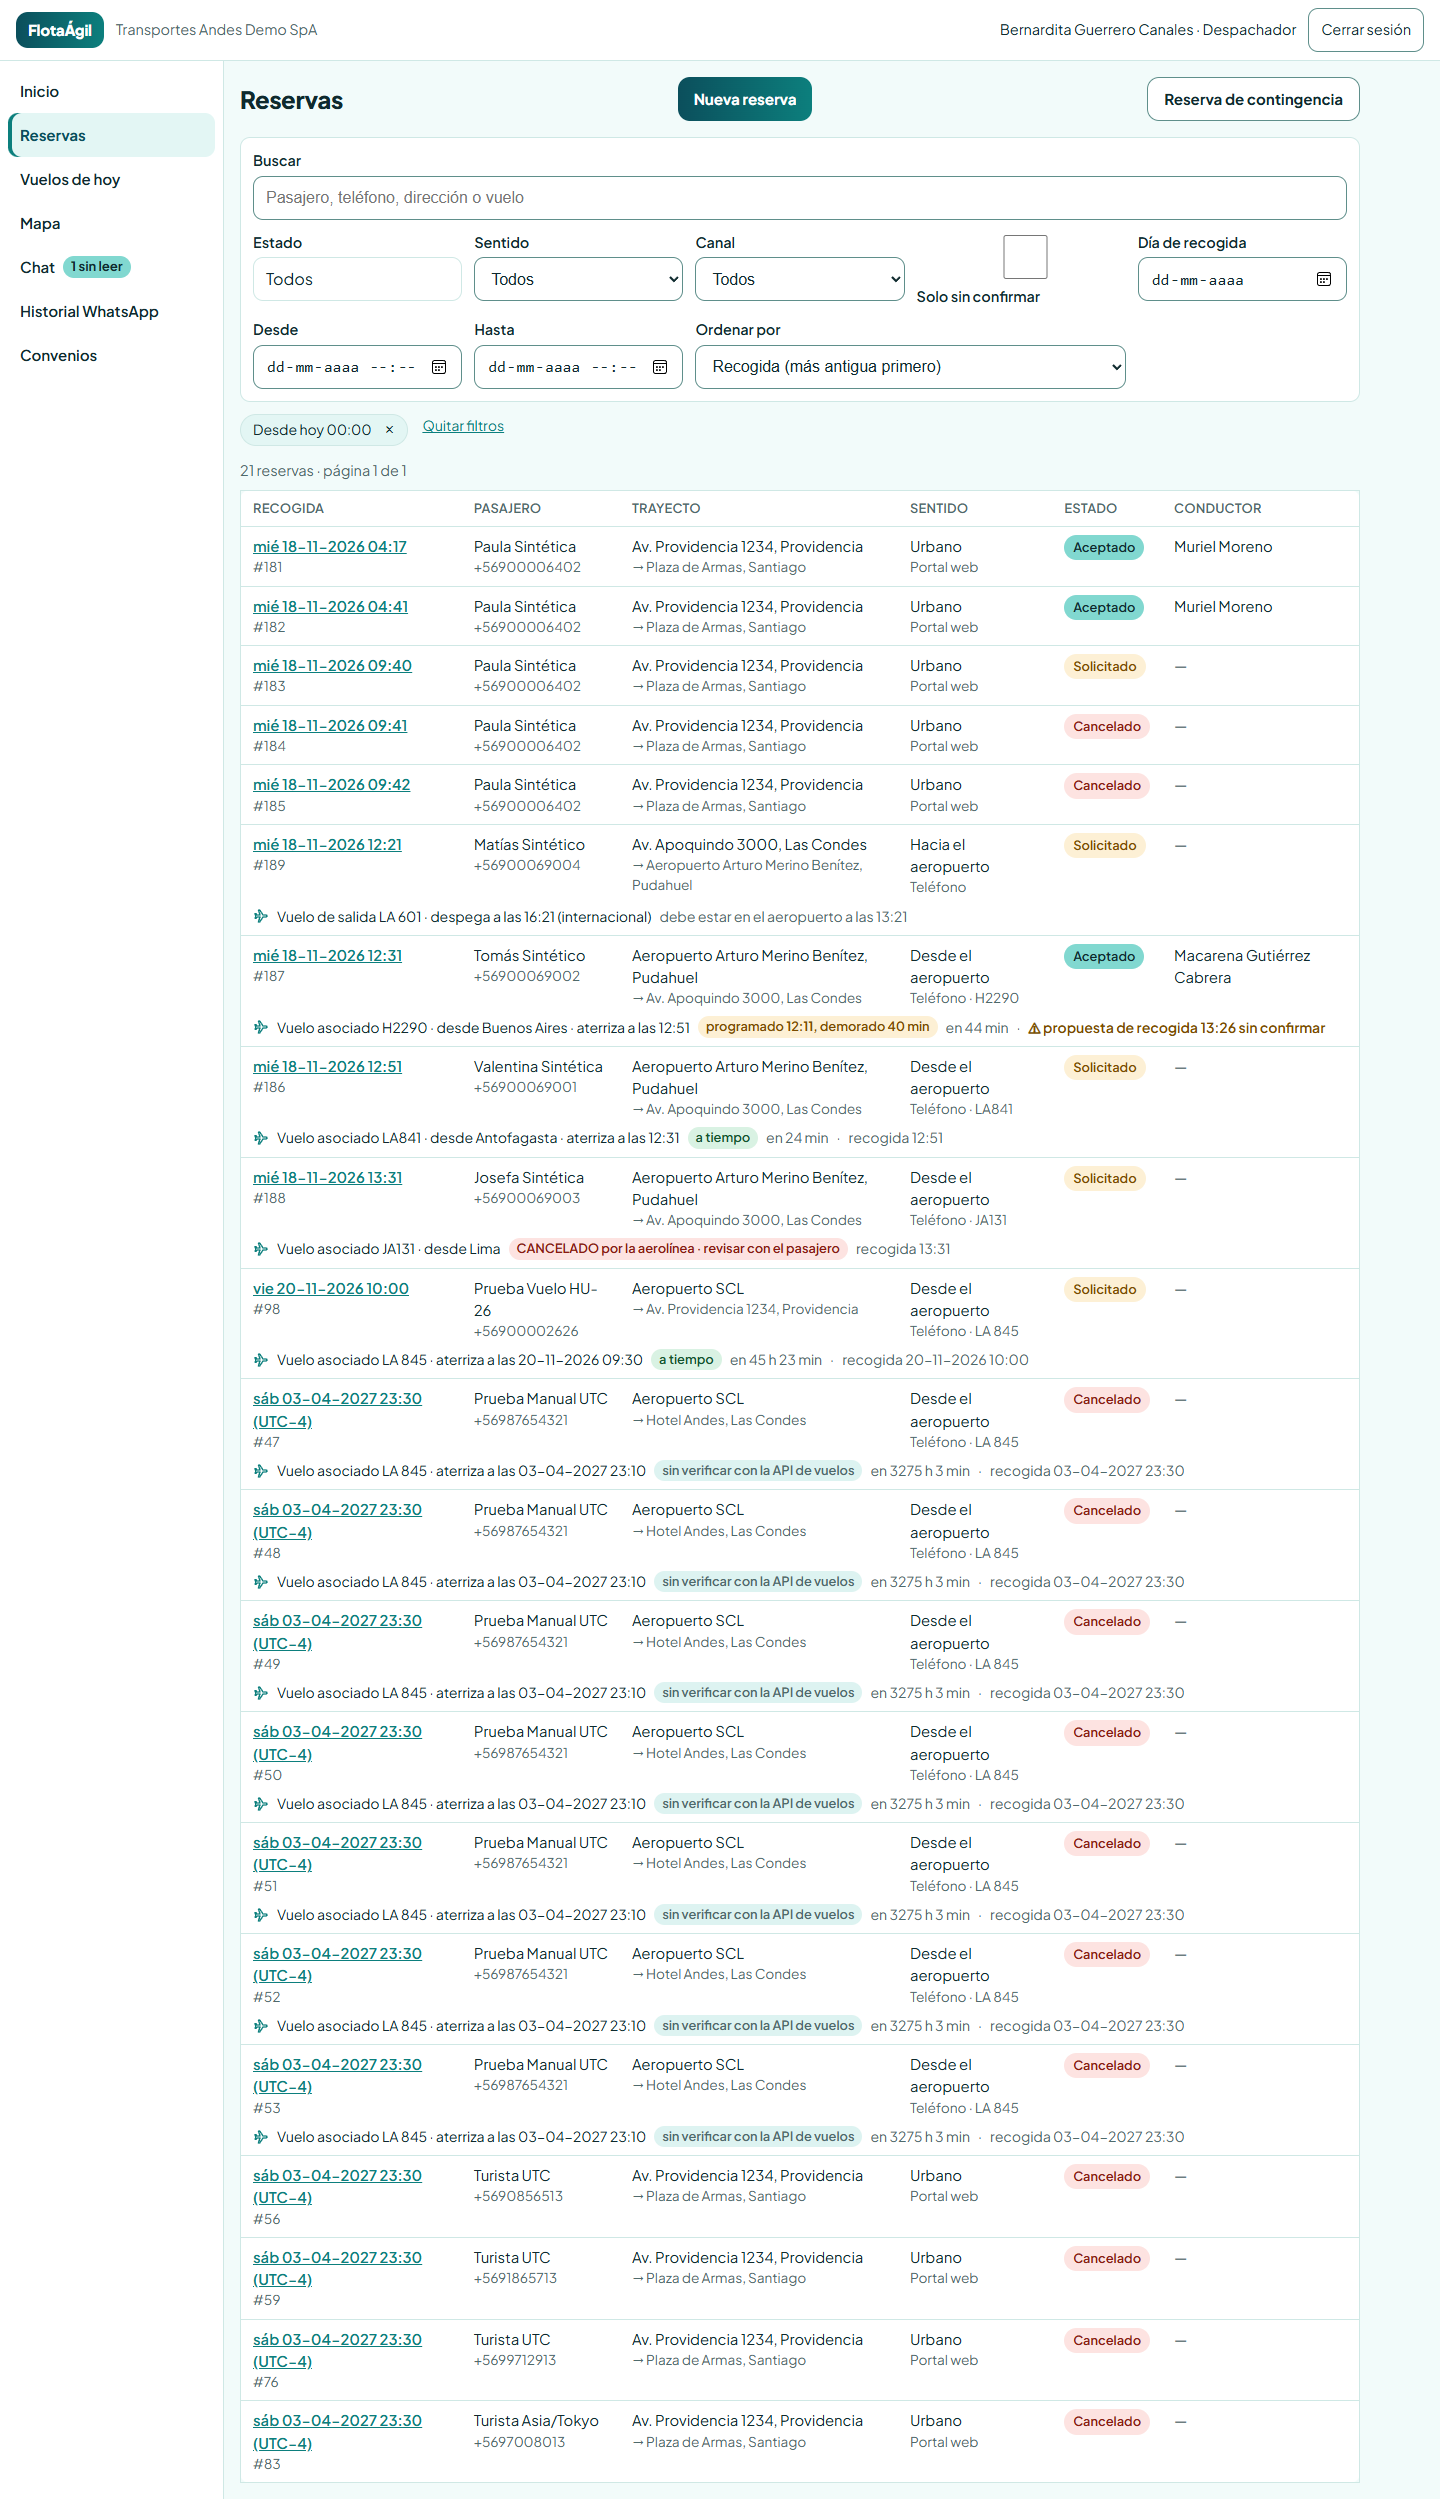 FlotaÁgil
Transportes Andes Demo SpA
Bernardita Guerrero Canales · Despachador
Cerrar sesión
Inicio
Reservas
Vuelos de hoy
Mapa
Chat 1 sin leer
Historial WhatsApp
Convenios
Reservas
Nueva reserva
Reserva de contingencia
Buscar
Pasajero, teléfono, dirección o vuelo
Estado
Todos
Sentido
Todos
Canal
Todos
Solo sin confirmar
Día de recogida
dd-mm-aaaa
Desde
dd-mm-aaaa --:--
Hasta
dd-mm-aaaa --:--
Ordenar por
Recogida (más antigua primero)
Desde hoy 00:00 ×
Quitar filtros
21 reservas · página 1 de 1
RECOGIDA PASAJERO TRAYECTO SENTIDO ESTADO CONDUCTOR
mié 18-11-2026 04:17 Paula Sintética Av. Providencia 1234, Providencia Urbano Aceptado Muriel Moreno
#181 +56900006402 → Plaza de Armas, Santiago Portal web
mié 18-11-2026 04:41 Paula Sintética Av. Providencia 1234, Providencia Urbano Aceptado Muriel Moreno
#182 +56900006402 → Plaza de Armas, Santiago Portal web
mié 18-11-2026 09:40 Paula Sintética Av. Providencia 1234, Providencia Urbano Solicitado —
#183 +56900006402 → Plaza de Armas, Santiago Portal web
mié 18-11-2026 09:41 Paula Sintética Av. Providencia 1234, Providencia Urbano Cancelado —
#184 +56900006402 → Plaza de Armas, Santiago Portal web
mié 18-11-2026 09:42 Paula Sintética Av. Providencia 1234, Providencia Urbano Cancelado —
#185 +56900006402 → Plaza de Armas, Santiago Portal web
mié 18-11-2026 12:21 Matías Sintético Av. Apoquindo 3000, Las Condes Hacia el Solicitado —
#189 +56900069004 → Aeropuerto Arturo Merino Benítez, aeropuerto
Pudahuel Teléfono
Vuelo de salida LA 601 · despega a las 16:21 (internacional) debe estar en el aeropuerto a las 13:21
mié 18-11-2026 12:31 Tomás Sintético Aeropuerto Arturo Merino Benítez, Desde el Aceptado Macarena Gutiérrez
#187 +56900069002 Pudahuel aeropuerto Cabrera
→ Av. Apoquindo 3000, Las Condes Teléfono · H2290
Vuelo asociado H2290 · desde Buenos Aires · aterriza a las 12:51 programado 12:11, demorado 40 min en 44 min · ⚠ propuesta de recogida 13:26 sin confirmar
mié 18-11-2026 12:51 Valentina Sintética Aeropuerto Arturo Merino Benítez, Desde el Solicitado —
#186 +56900069001 Pudahuel aeropuerto
→ Av. Apoquindo 3000, Las Condes Teléfono · LA841
Vuelo asociado LA841 · desde Antofagasta · aterriza a las 12:31 a tiempo en 24 min · recogida 12:51
mié 18-11-2026 13:31 Josefa Sintética Aeropuerto Arturo Merino Benítez, Desde el Solicitado —
#188 +56900069003 Pudahuel aeropuerto
→ Av. Apoquindo 3000, Las Condes Teléfono · JA131
Vuelo asociado JA131 · desde Lima CANCELADO por la aerolínea · revisar con el pasajero recogida 13:31
vie 20-11-2026 10:00 Prueba Vuelo HU- Aeropuerto SCL Desde el Solicitado —
#98 26 → Av. Providencia 1234, Providencia aeropuerto
+56900002626 Teléfono · LA 845
Vuelo asociado LA 845 · aterriza a las 20-11-2026 09:30 a tiempo en 45 h 23 min · recogida 20-11-2026 10:00
sáb 03-04-2027 23:30 Prueba Manual UTC Aeropuerto SCL Desde el Cancelado —
(UTC-4) +56987654321 → Hotel Andes, Las Condes aeropuerto
#47 Teléfono · LA 845
Vuelo asociado LA 845 · aterriza a las 03-04-2027 23:10 sin verificar con la API de vuelos en 3275 h 3 min · recogida 03-04-2027 23:30
sáb 03-04-2027 23:30 Prueba Manual UTC Aeropuerto SCL Desde el Cancelado —
(UTC-4) +56987654321 → Hotel Andes, Las Condes aeropuerto
#48 Teléfono · LA 845
Vuelo asociado LA 845 · aterriza a las 03-04-2027 23:10 sin verificar con la API de vuelos en 3275 h 3 min · recogida 03-04-2027 23:30
sáb 03-04-2027 23:30 Prueba Manual UTC Aeropuerto SCL Desde el Cancelado —
(UTC-4) +56987654321 → Hotel Andes, Las Condes aeropuerto
#49 Teléfono · LA 845
Vuelo asociado LA 845 · aterriza a las 03-04-2027 23:10 sin verificar con la API de vuelos en 3275 h 3 min · recogida 03-04-2027 23:30
sáb 03-04-2027 23:30 Prueba Manual UTC Aeropuerto SCL Desde el Cancelado —
(UTC-4) +56987654321 → Hotel Andes, Las Condes aeropuerto
#50 Teléfono · LA 845
Vuelo asociado LA 845 · aterriza a las 03-04-2027 23:10 sin verificar con la API de vuelos en 3275 h 3 min · recogida 03-04-2027 23:30
sáb 03-04-2027 23:30 Prueba Manual UTC Aeropuerto SCL Desde el Cancelado —
(UTC-4) +56987654321 → Hotel Andes, Las Condes aeropuerto
#51 Teléfono · LA 845
Vuelo asociado LA 845 · aterriza a las 03-04-2027 23:10 sin verificar con la API de vuelos en 3275 h 3 min · recogida 03-04-2027 23:30
sáb 03-04-2027 23:30 Prueba Manual UTC Aeropuerto SCL Desde el Cancelado —
(UTC-4) +56987654321 → Hotel Andes, Las Condes aeropuerto
#52 Teléfono · LA 845
Vuelo asociado LA 845 · aterriza a las 03-04-2027 23:10 sin verificar con la API de vuelos en 3275 h 3 min · recogida 03-04-2027 23:30
sáb 03-04-2027 23:30 Prueba Manual UTC Aeropuerto SCL Desde el Cancelado —
(UTC-4) +56987654321 → Hotel Andes, Las Condes aeropuerto
#53 Teléfono · LA 845
Vuelo asociado LA 845 · aterriza a las 03-04-2027 23:10 sin verificar con la API de vuelos en 3275 h 3 min · recogida 03-04-2027 23:30
sáb 03-04-2027 23:30 Turista UTC Av. Providencia 1234, Providencia Urbano Cancelado —
(UTC-4) +5690856513 → Plaza de Armas, Santiago Portal web
#56
sáb 03-04-2027 23:30 Turista UTC Av. Providencia 1234, Providencia Urbano Cancelado —
(UTC-4) +5691865713 → Plaza de Armas, Santiago Portal web
#59
sáb 03-04-2027 23:30 Turista UTC Av. Providencia 1234, Providencia Urbano Cancelado —
(UTC-4) +5699712913 → Plaza de Armas, Santiago Portal web
#76
sáb 03-04-2027 23:30 Turista Asia/Tokyo Av. Providencia 1234, Providencia Urbano Cancelado —
(UTC-4) +5697008013 → Plaza de Armas, Santiago Portal web
#83